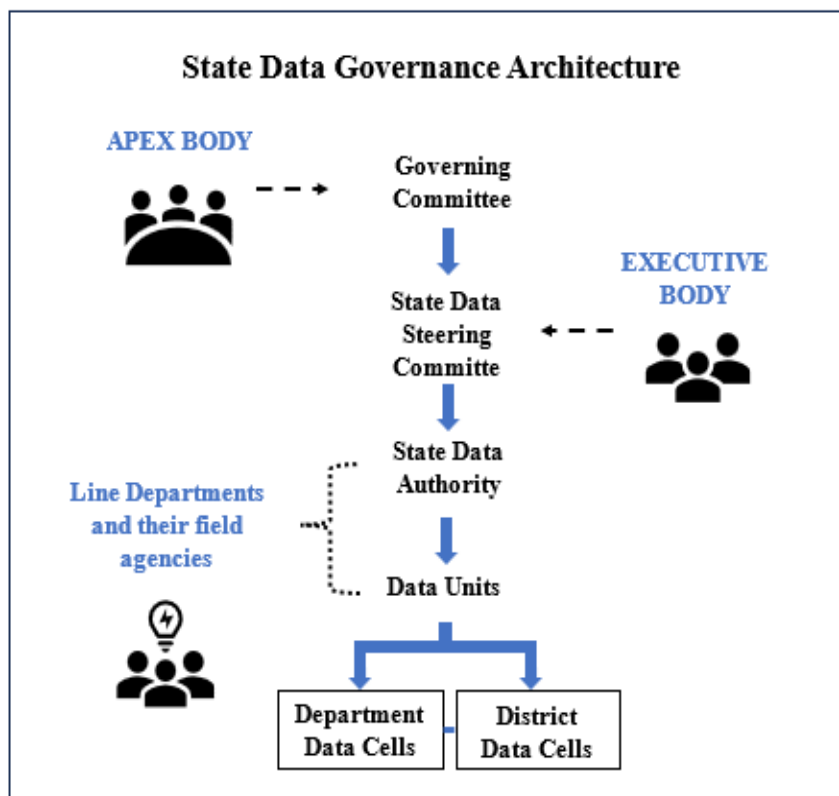 State Data Governance Architecture
APEX BODY
Governing
Committee
EXECUTIVE
BODY
State Data
Steering
Committe
State Data
Authority
Line Departments
and their field
agencies
Data Units
Department
Data Cells
District
Data Cells